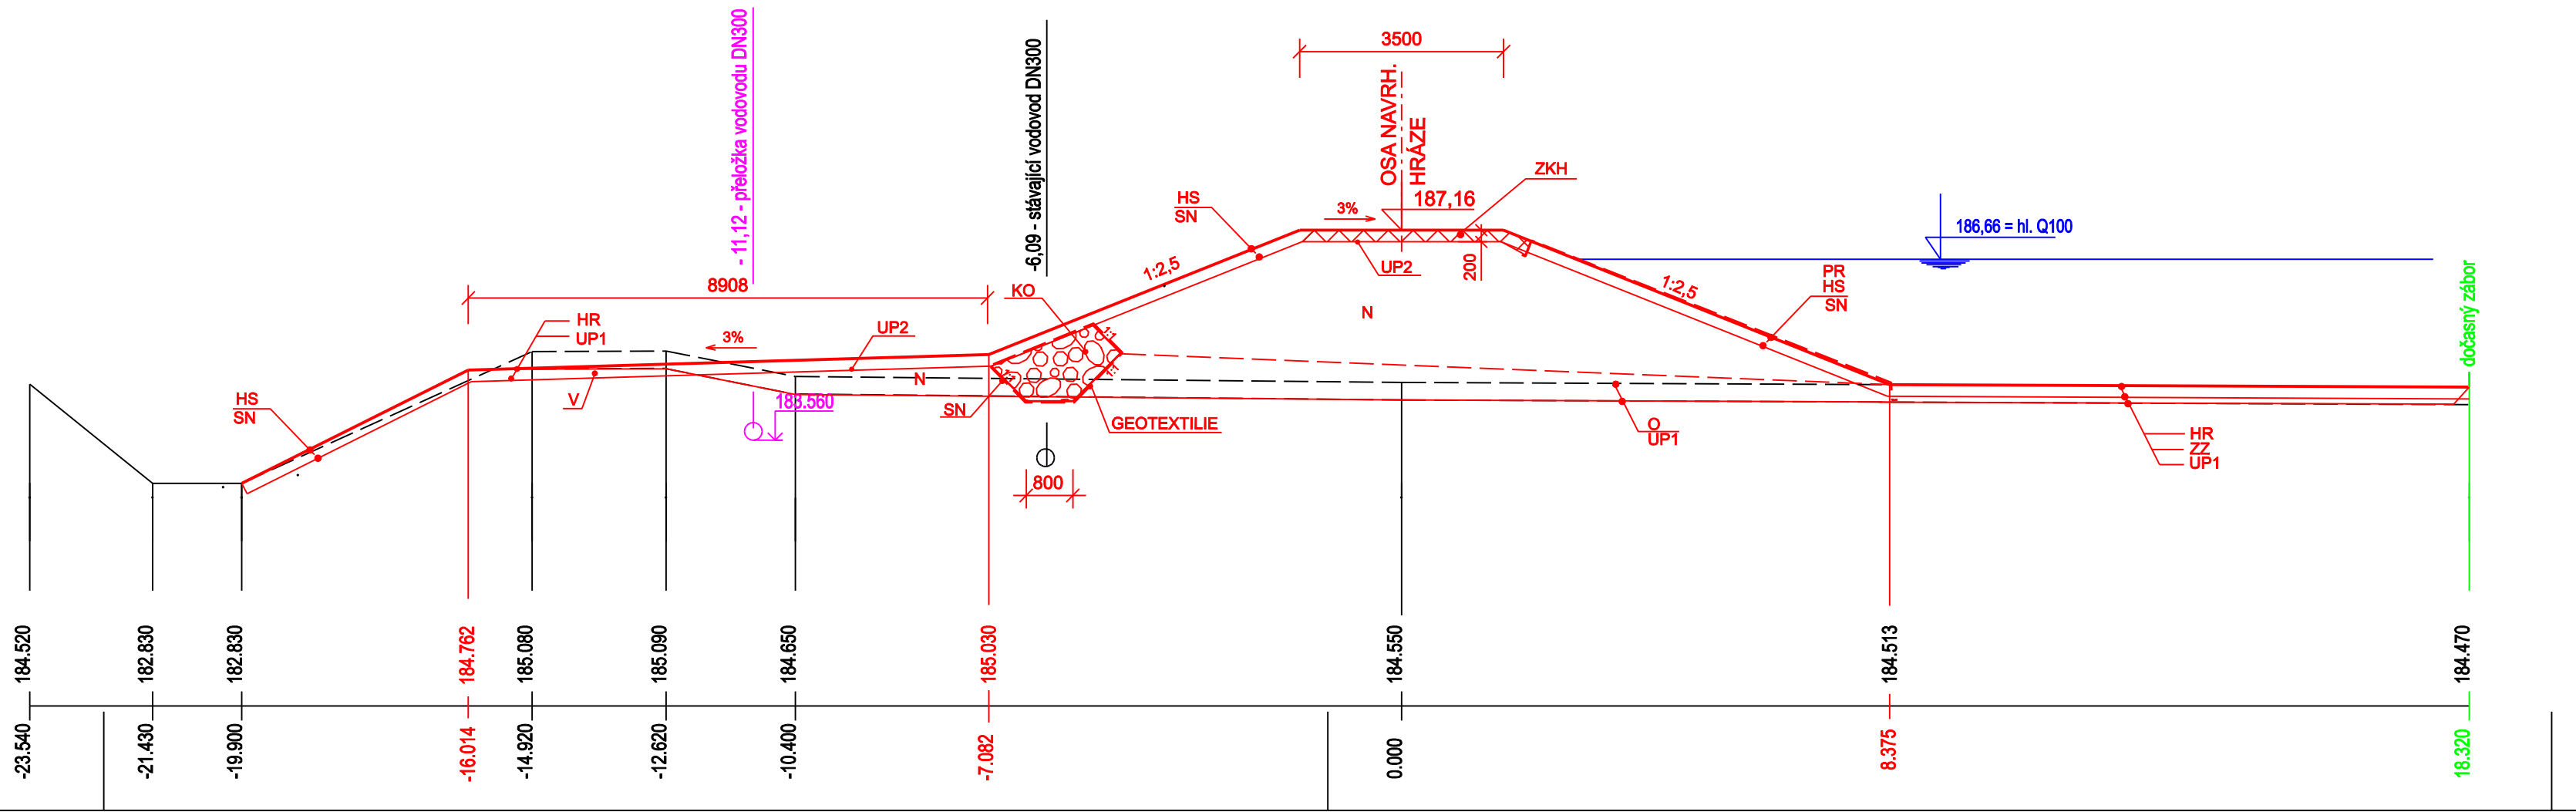 - 11,12 - přeložka vodovodu DN300
-6,09 - stávající vodovod DN300
3500
OSA NAVRH.
HRÁZE
ZKH
HS
SN
3%
187,16
186,66 = hl. Q100
UP2
200
1:2,5
1:2,5
PR
HS
SN
dočasný zábor
8908
KO
N
HR
UP1
3%
UP2
1:1
1:1
N
HS
SN
V
183.560
SN
GEOTEXTILIE
O
UP1
HR
ZZ
UP1
800
184.520
182.830
182.830
184.762
185.080
185.090
184.650
185.030
184.550
184.513
184.470
-23.540
-21.430
-19.900
-16.014
-14.920
-12.620
-10.400
-7.082
0.000
8.375
18.320